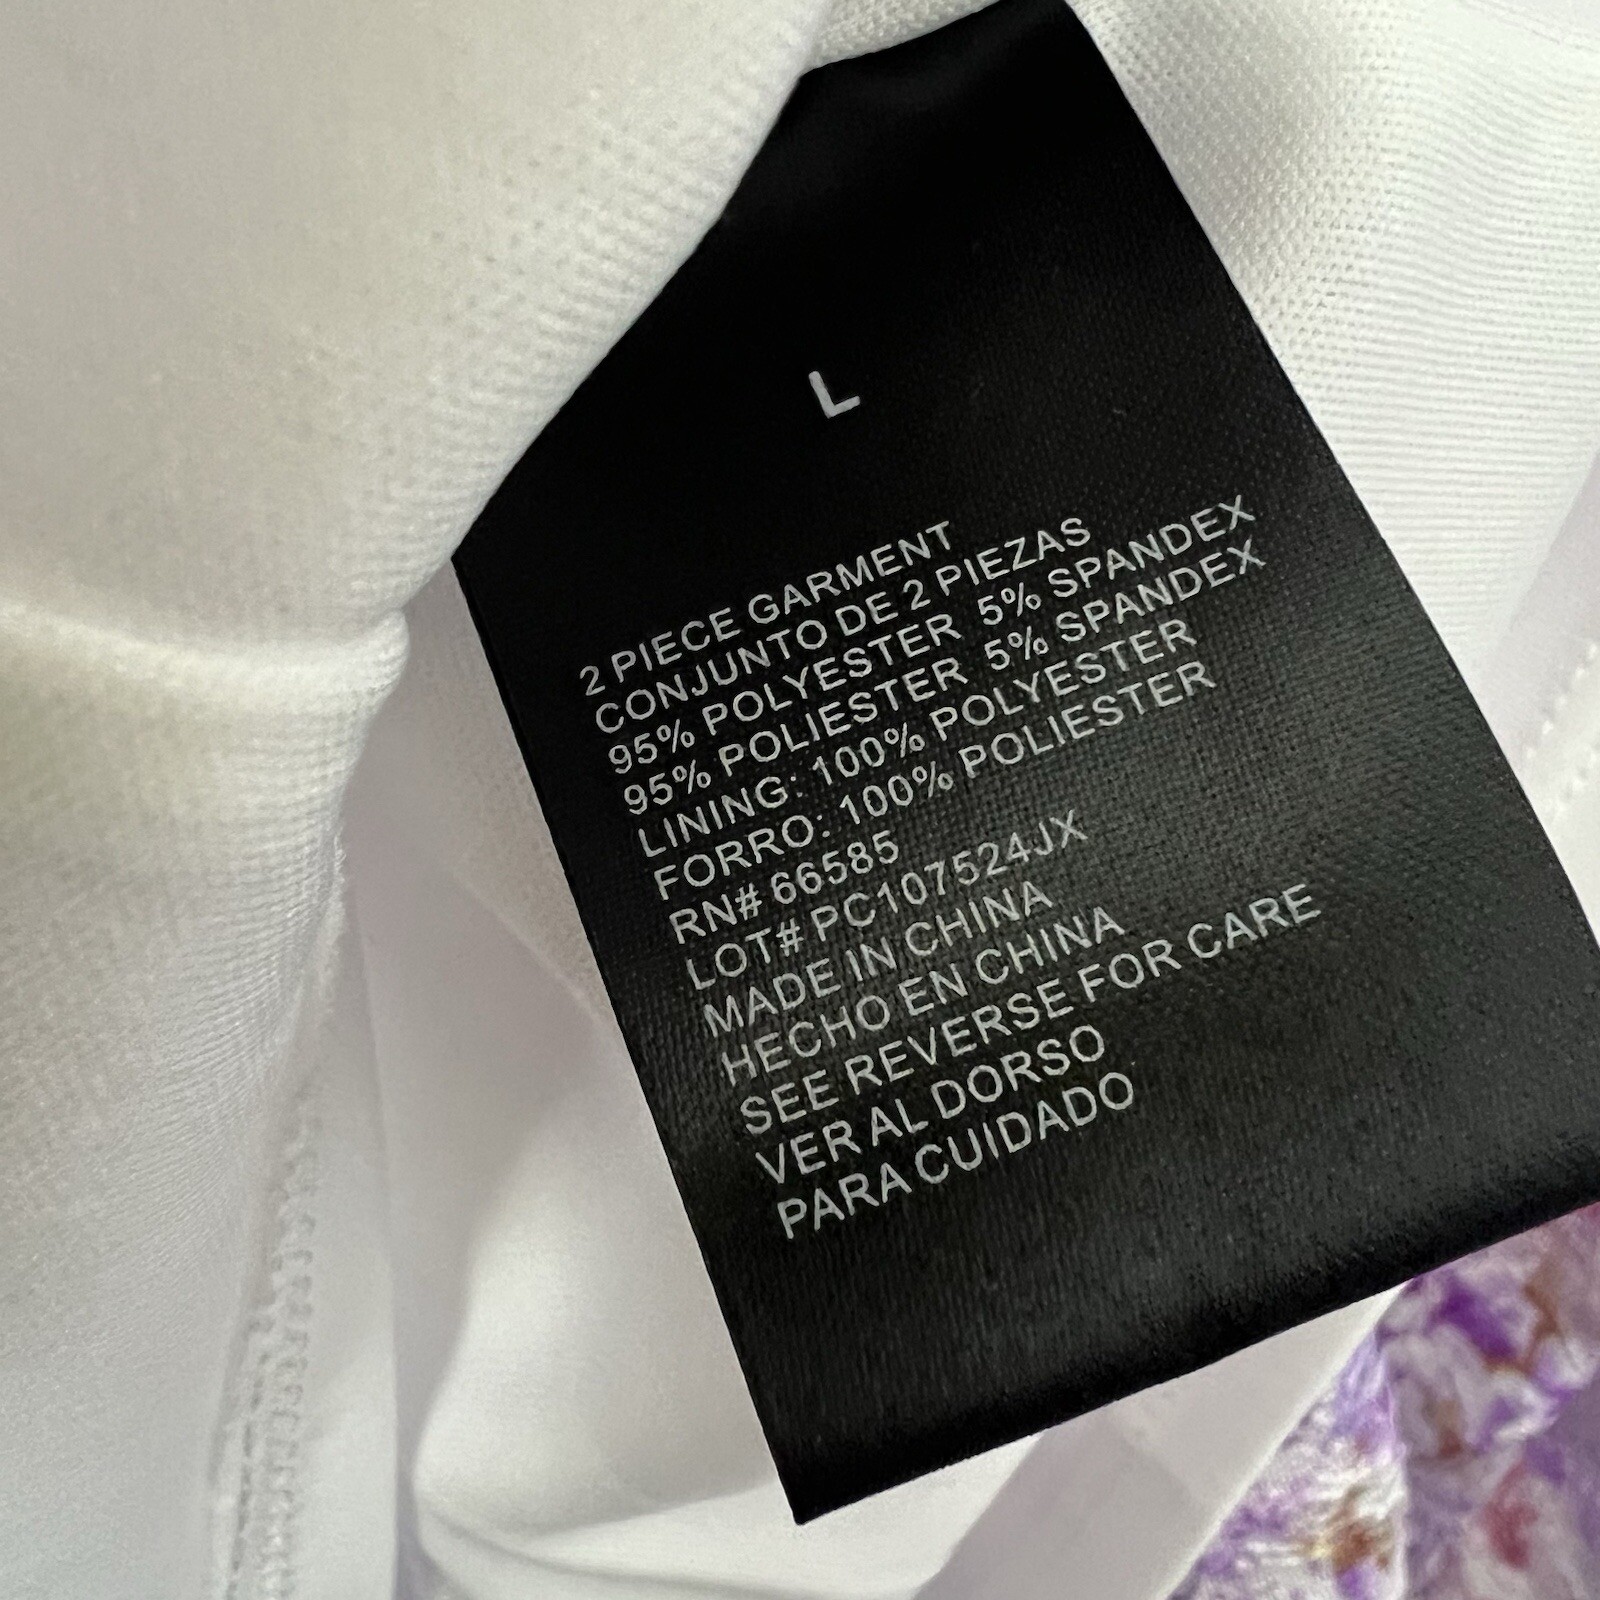 L
2 PIECE GARMENT
CONJUNTO DE 2 PIEZAS
95% POLYESTER 5% SPANDEX
95% POLIESTER 5% SPANDEX
LINING: 100% POLYESTER
FORRO: 100% POLIESTER
RN# 66585
LOT# PC107524JX
MADE IN CHINA
HECHO EN CHINA
SEE REVERSE FOR CARE
VER AL DORSO
PARA CUIDADO